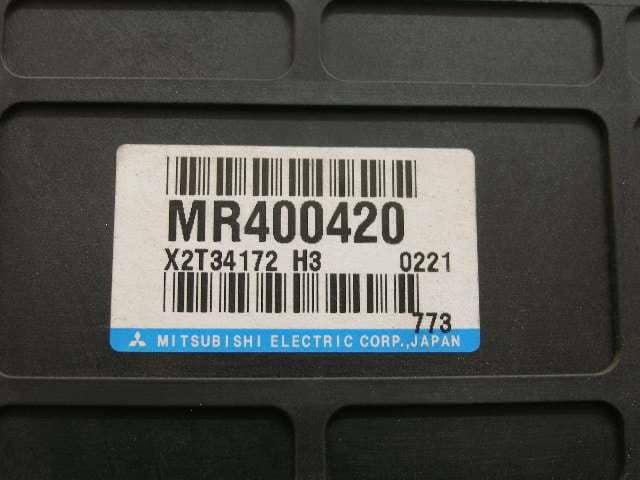 MR400420
X2T34172 H3 0221
773
MITSUBISHI ELECTRIC CORP.,JAPAN